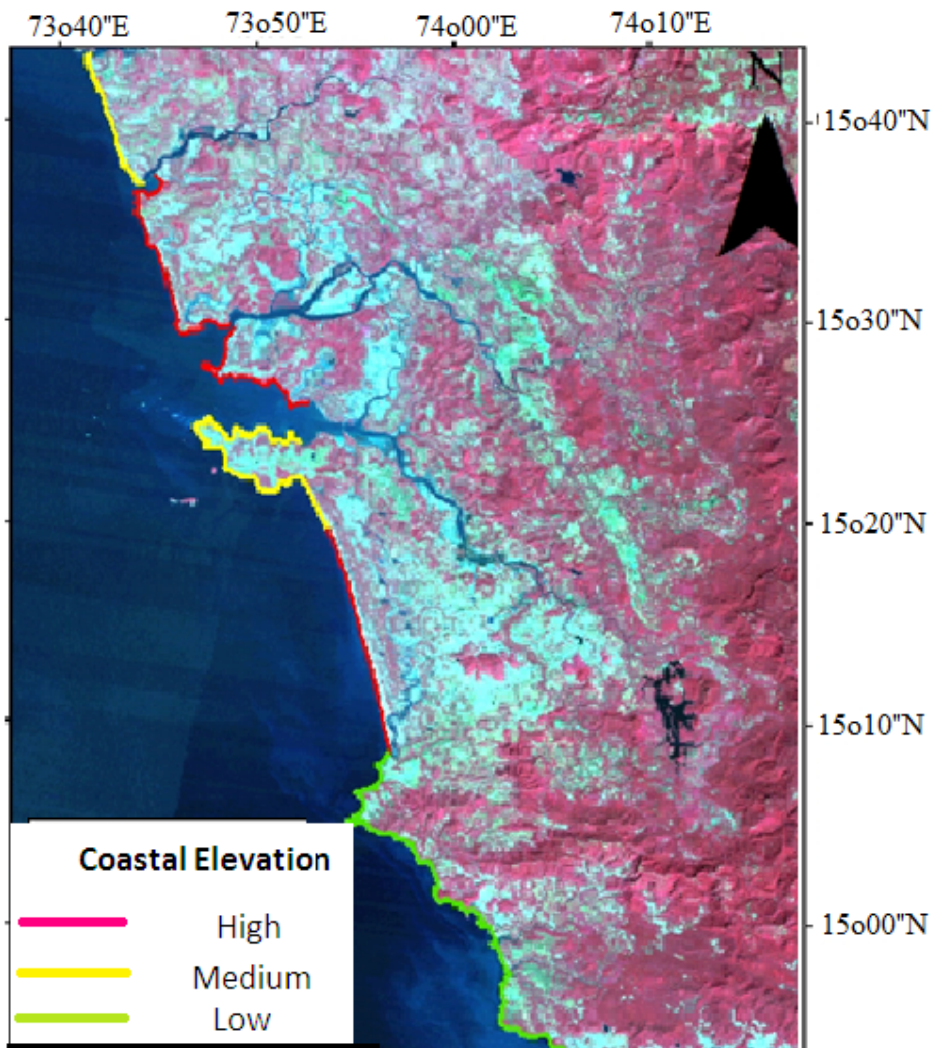 73o40"E 73o50"E 74o00"E 74o10"E
N
15o40"N
15o30"N
15o20"N
15o10"N
15o00"N
Coastal Elevation
High
Medium
Low